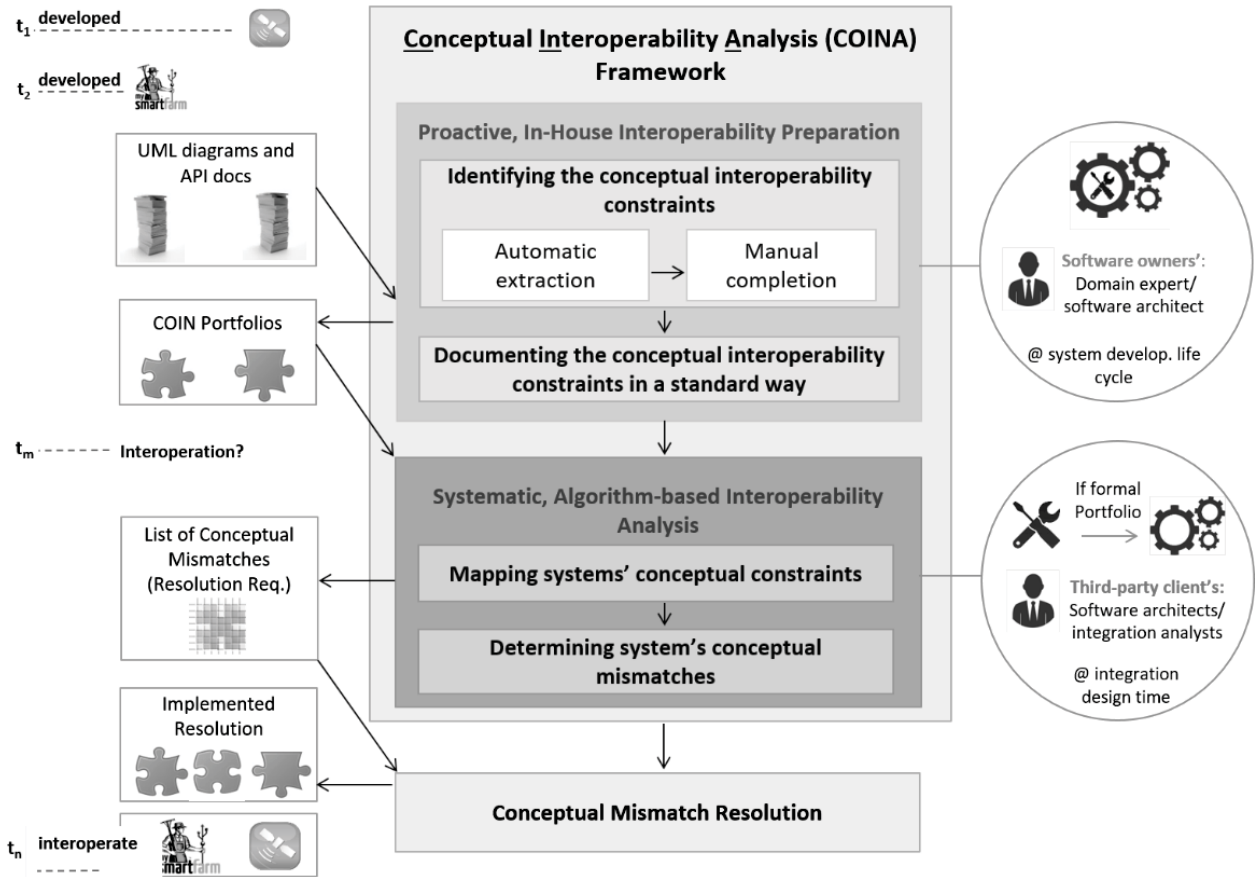 t1 developed
t2 developed
my
smartfarm
UML diagrams and
API docs
COIN Portfolios
tm Interoperation?
List of Conceptual
Mismatches
(Resolution Req.)
Implemented
Resolution
tn interoperate
my
smartfarm
Conceptual Interoperability Analysis (COINA)
Framework
Proactive, In-House Interoperability Preparation
Identifying the conceptual interoperability
constraints
Automatic
extraction
Manual
completion
Documenting the conceptual interoperability
constraints in a standard way
Systematic, Algorithm-based Interoperability
Analysis
Mapping systems’ conceptual constraints
Determining system’s conceptual
mismatches
Conceptual Mismatch Resolution
Software owners’:
Domain expert/
software architect
@ system develop. life
cycle
If formal
Portfolio
Third-party client’s:
Software architects/
integration analysts
@ integration
design time